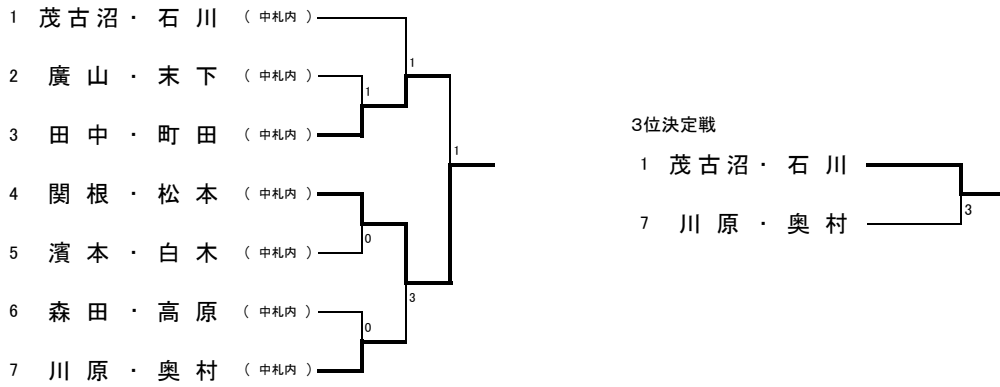 1 茂古沼・石川 （ 中札内 ）
1
2 廣山・末下 （ 中札内 ）
1
3 田中・町田 （ 中札内 ）
1
4 関根・松本 （ 中札内 ）
0
5 濱本・白木 （ 中札内 ）
3
6 森田・高原 （ 中札内 ）
0
7 川原・奥村 （ 中札内 ）
3位決定戦
1 茂古沼・石川
3
7 川原・奥村